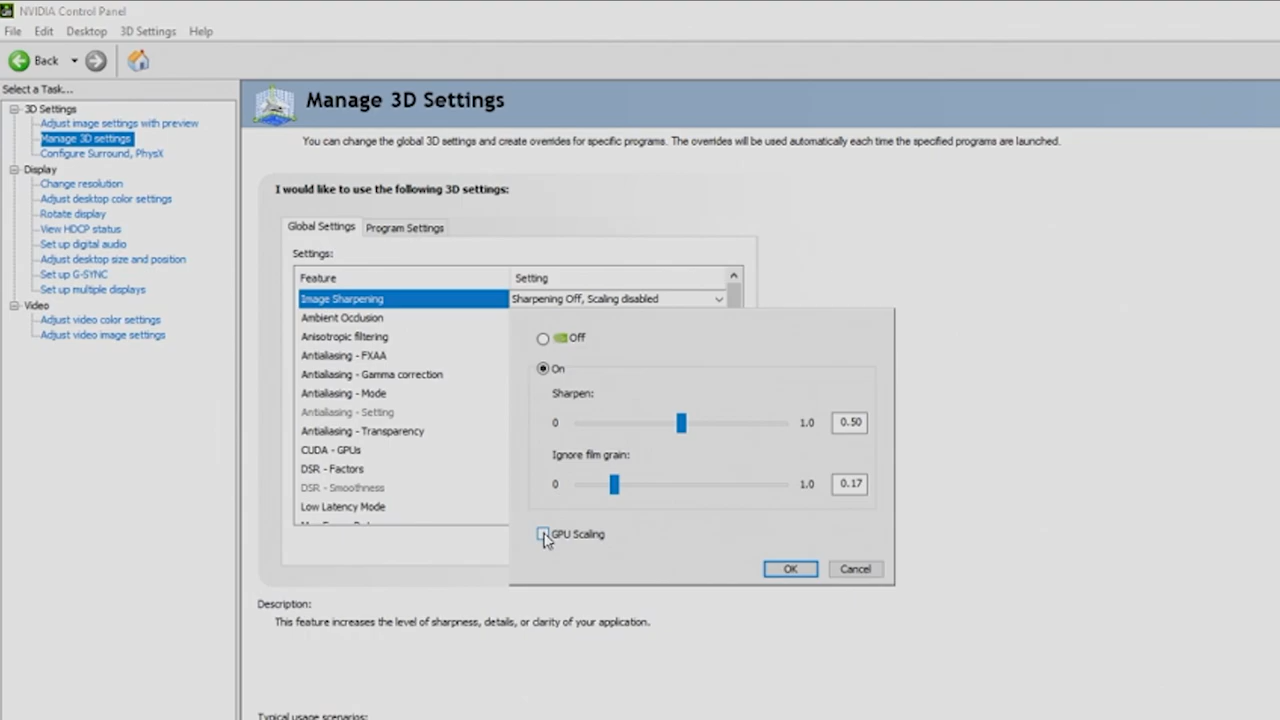 NVIDIA Control Panel
File Edit Desktop 3D Settings Help
Back
Select a Task...
3D Settings
Adjust image settings with preview
Manage 3D settings
Configure Surround, PhysX
Display
Change resolution
Adjust desktop color settings
Rotate display
View HDCP status
Set up digital audio
Adjust desktop size and position
Set up G-SYNC
Set up multiple displays
Video
Adjust video color settings
Adjust video image settings
Manage 3D Settings
You can change the global 3D settings and create overrides for specific programs. The overrides will be used automatically each time the specified programs are launched.
I would like to use the following 3D settings:
Global Settings Program Settings
Settings:
Feature Setting
Image Sharpening Sharpening Off, Scaling disabled
Ambient Occlusion
Anisotropic filtering
Antialiasing - FXAA
Antialiasing - Gamma correction
Antialiasing - Mode
Antialiasing - Setting
Antialiasing - Transparency
CUDA - GPUs
DSR - Factors
DSR - Smoothness
Low Latency Mode
Off
On
Sharpen:
0 1.0 0.50
Ignore film grain:
0 1.0 0.17
GPU Scaling
OK Cancel
Description:
This feature increases the level of sharpness, details, or clarity of your application.
Typical usage scenarios: